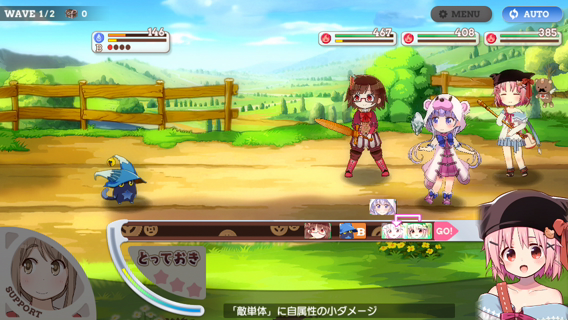 WAVE 1/2
0
MENU
AUTO
146
B
467
408
385
B
GO!
とっておき
SUPPORT
「敵単体」に自属性の小ダメージ